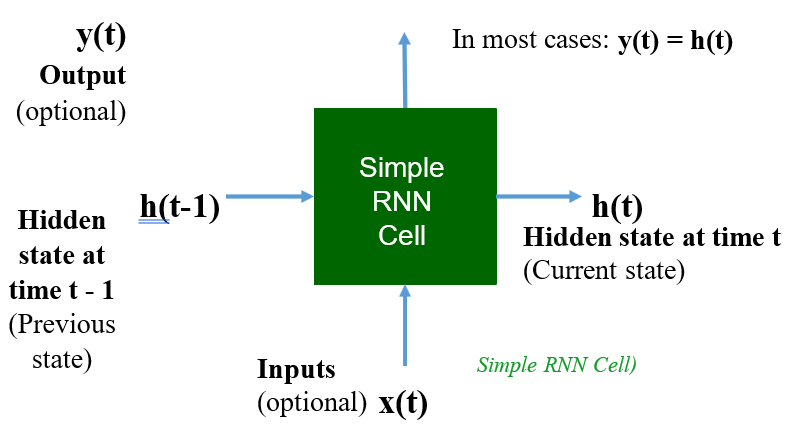 y(t)
Output
(optional)
In most cases: y(t) = h(t)
Simple
RNN
Cell
h(t-1)
Hidden
state at
time t - 1
(Previous
state)
h(t)
Hidden state at time t
(Current state)
Inputs
(optional) x(t)
Simple RNN Cell)